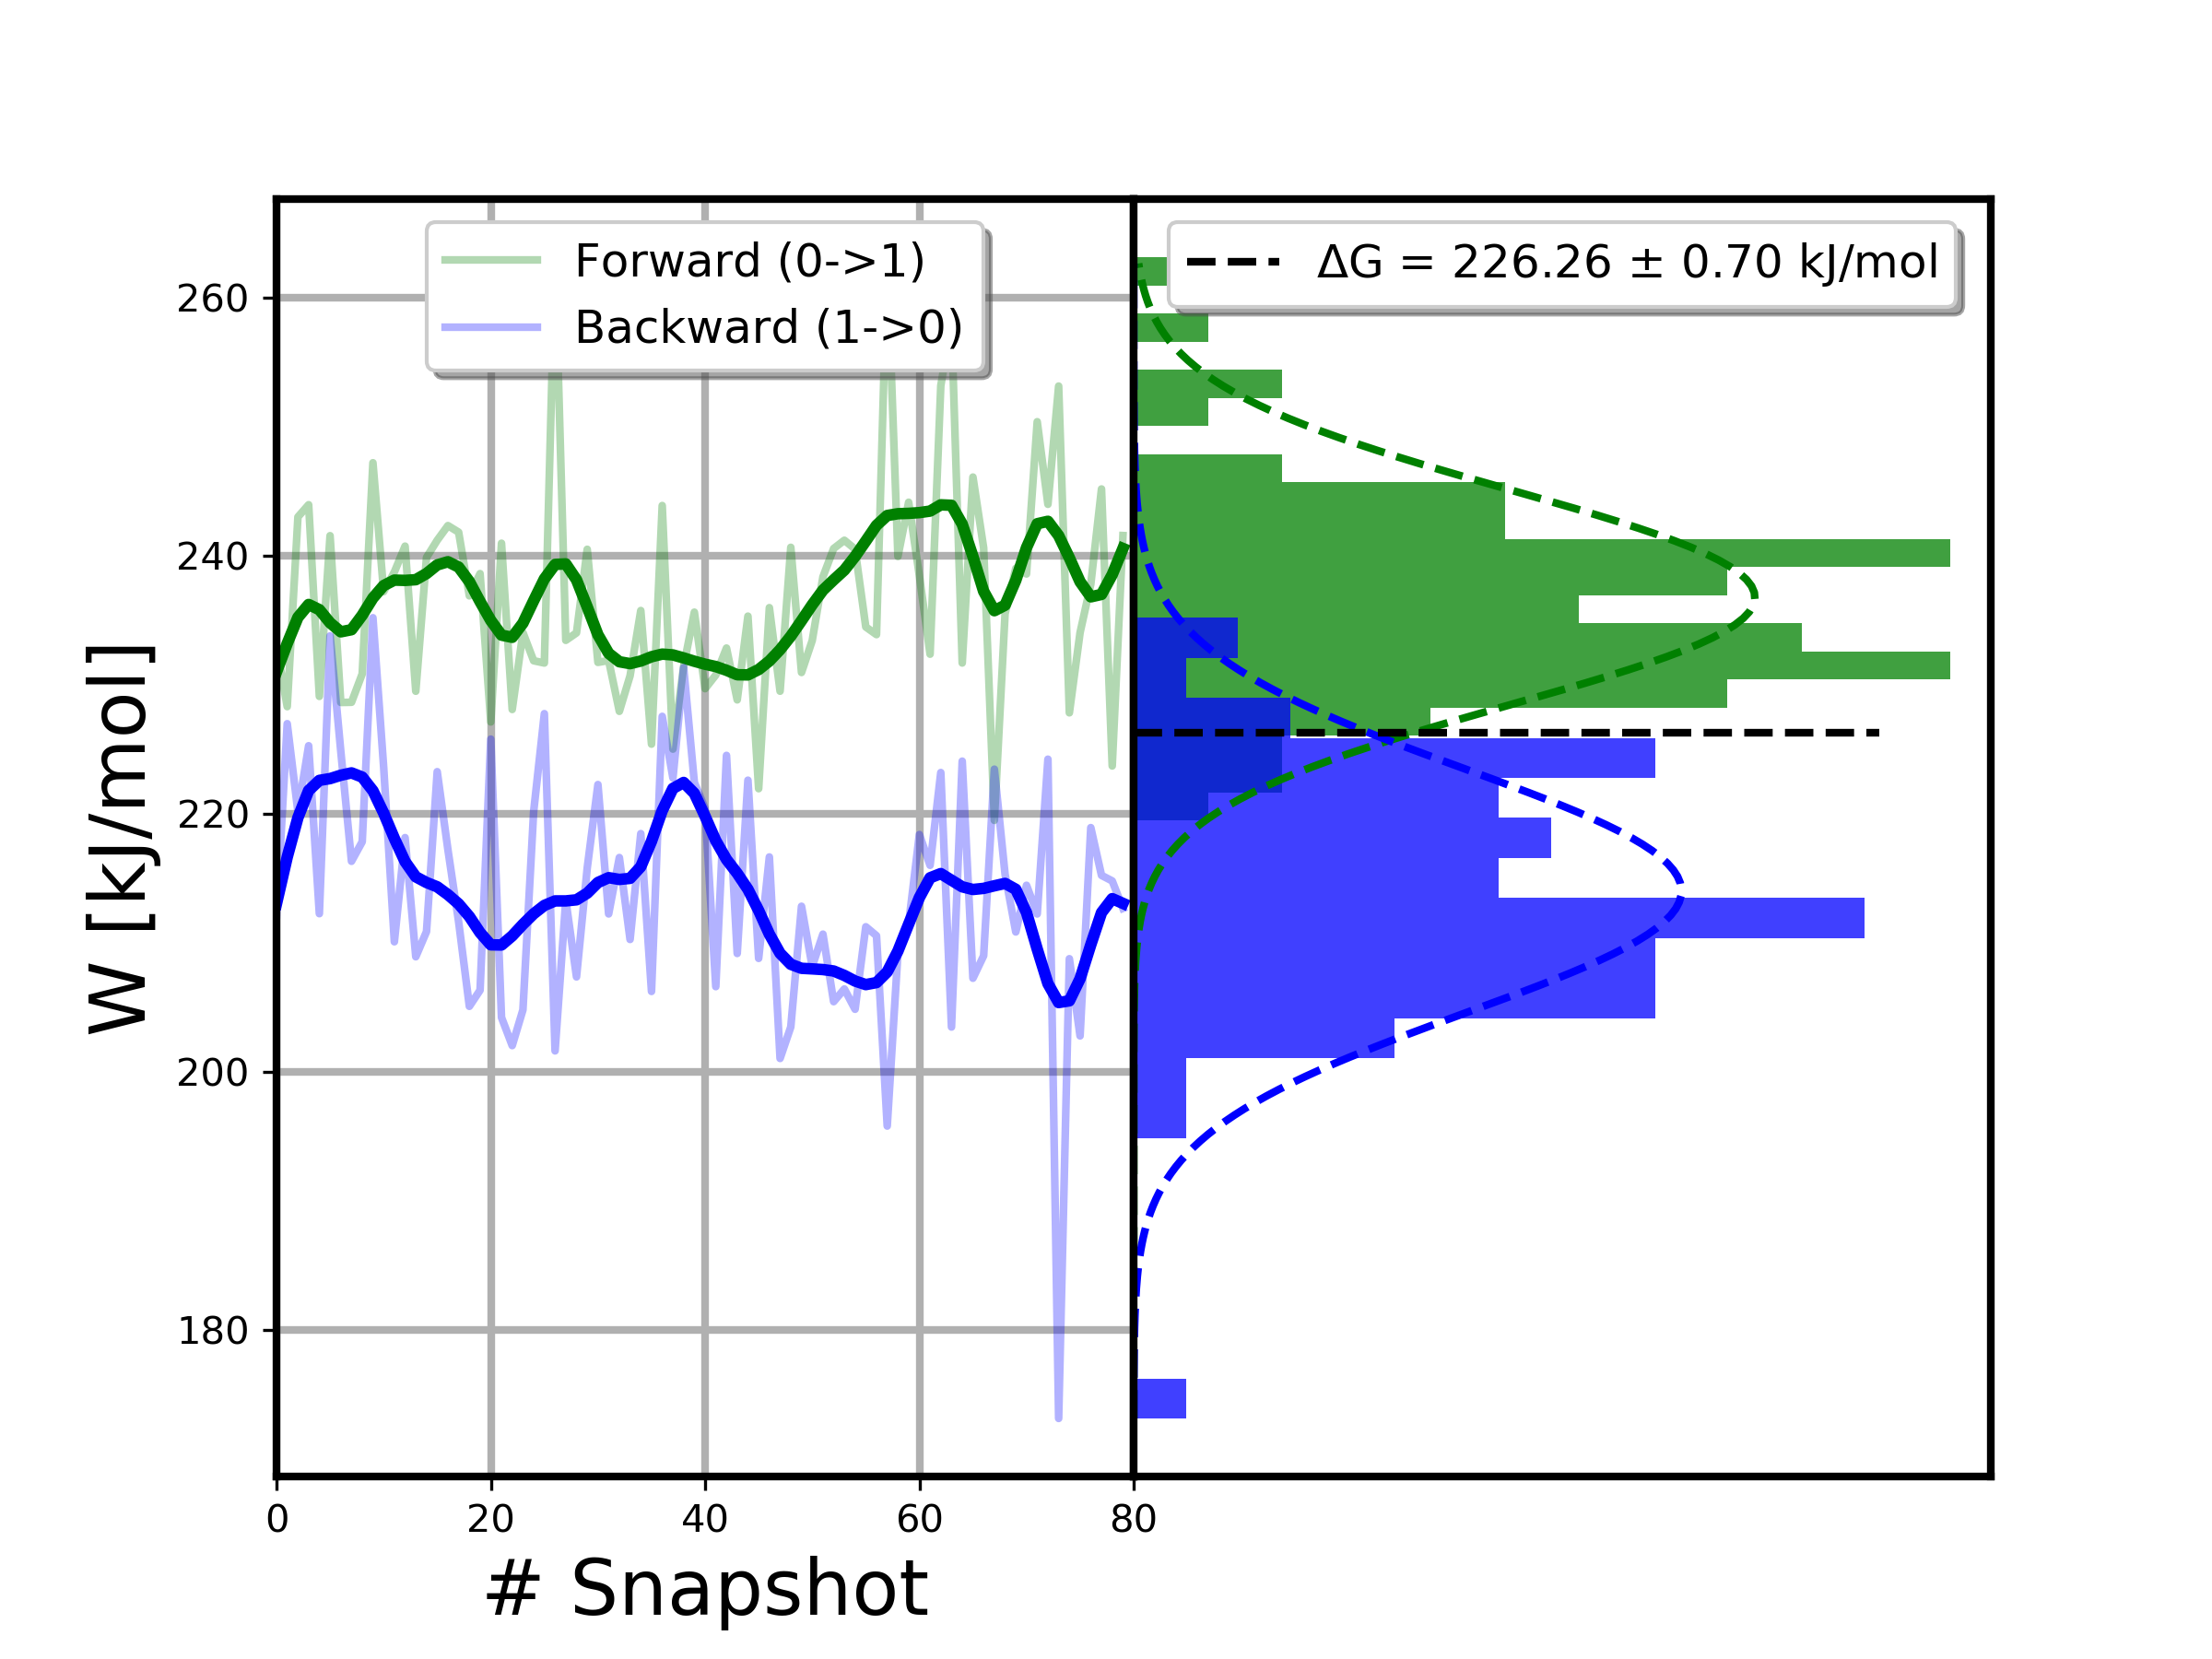 Forward (0->1)
Backward (1->0)
ΔG = 226.26 ± 0.70 kJ/mol
260
240
220
200
180
W [kJ/mol]
0 20 40 60 80
# Snapshot